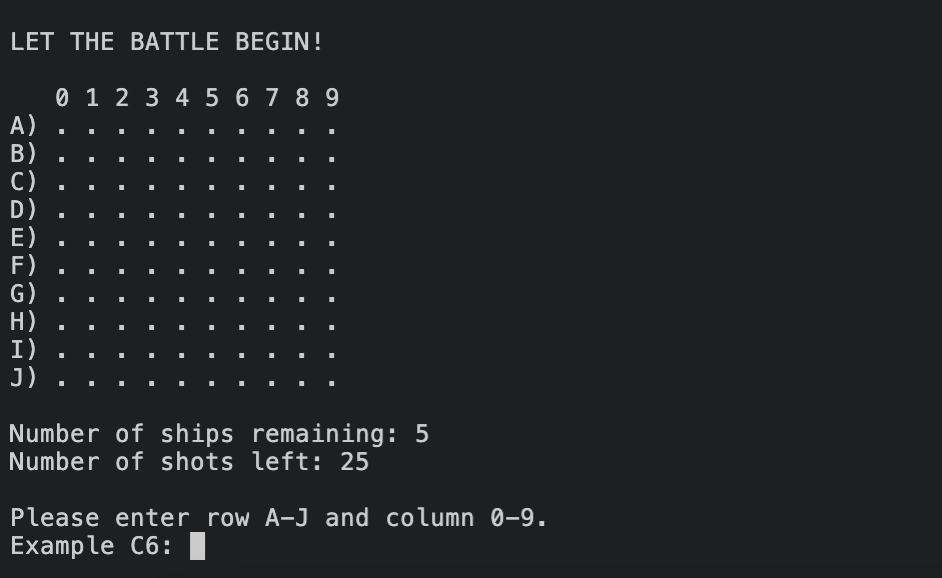 LET THE BATTLE BEGIN!
0 1 2 3 4 5 6 7 8 9
A) . . . . . . . . . .
B) . . . . . . . . . .
C) . . . . . . . . . .
D) . . . . . . . . . .
E) . . . . . . . . . .
F) . . . . . . . . . .
G) . . . . . . . . . .
H) . . . . . . . . . .
I) . . . . . . . . . .
J) . . . . . . . . . .
Number of ships remaining: 5
Number of shots left: 25
Please enter row A-J and column 0-9.
Example C6: